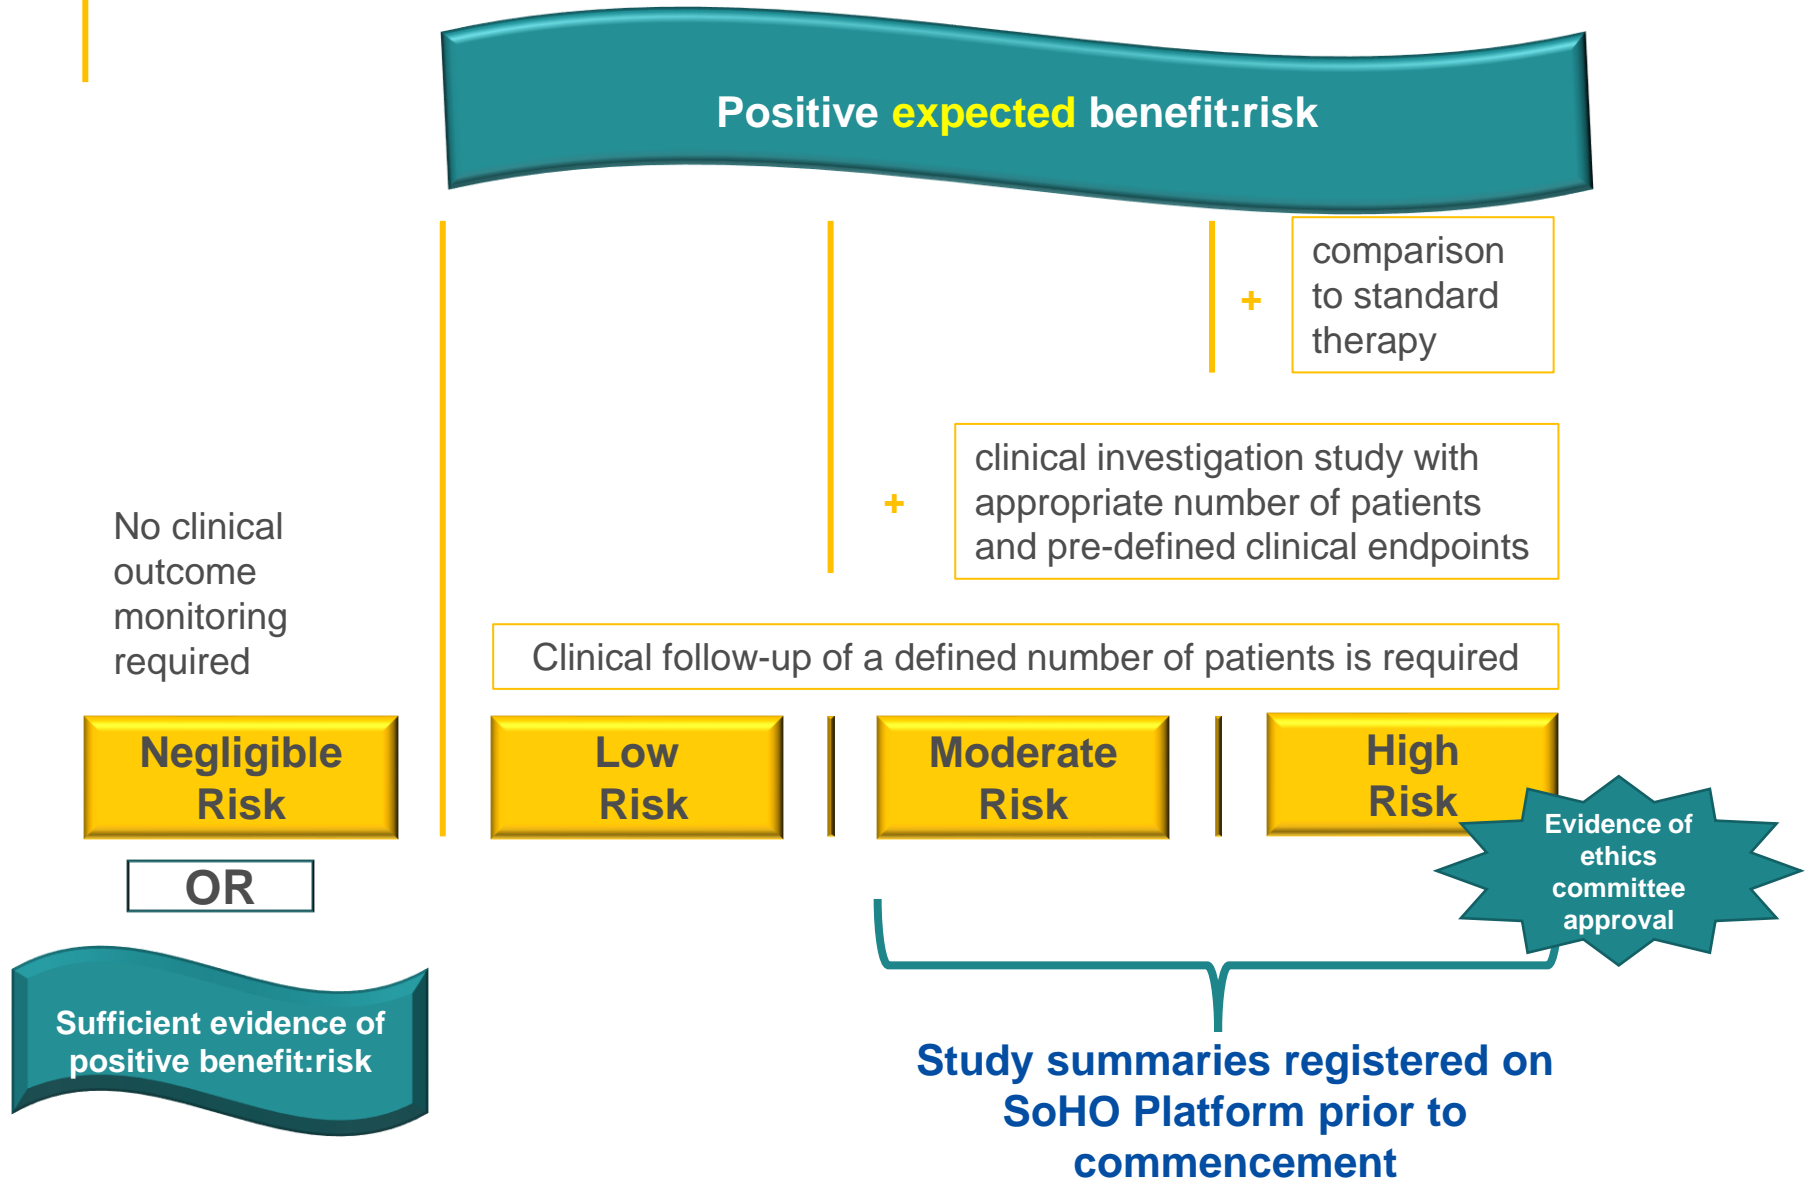 Positive expected benefit:risk
+
comparison
to standard
therapy
+
clinical investigation study with
appropriate number of patients
and pre-defined clinical endpoints
No clinical
outcome
monitoring
required
Clinical follow-up of a defined number of patients is required
Negligible
Risk
Low
Risk
Moderate
Risk
High
Risk
Evidence of
ethics
committee
approval
OR
Sufficient evidence of
positive benefit:risk
Study summaries registered on
SoHO Platform prior to
commencement